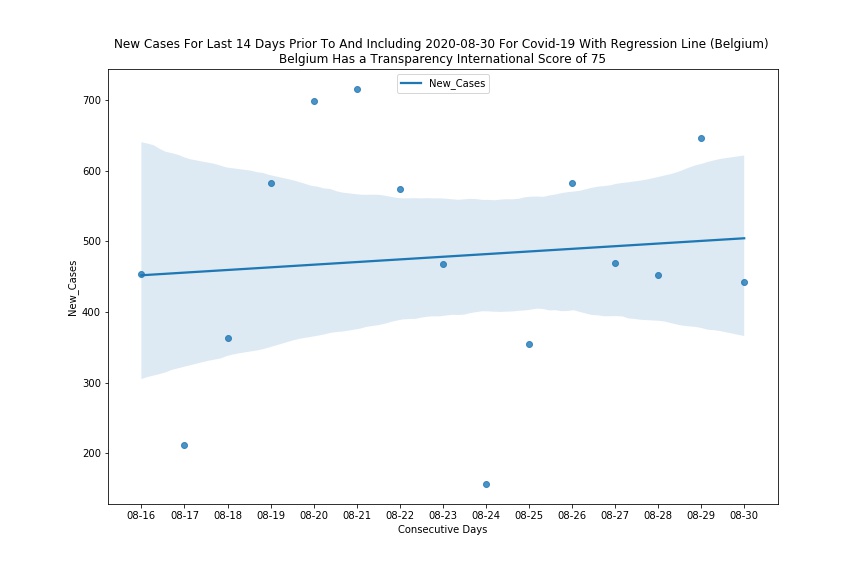 New Cases For Last 14 Days Prior To And Including 2020-08-30 For Covid-19 With Regression Line (Belgium)
Belgium Has a Transparency International Score of 75
New_Cases
700
600
500
400
300
200
New_Cases
08-16 08-17 08-18 08-19 08-20 08-21 08-22 08-23 08-24 08-25 08-26 08-27 08-28 08-29 08-30
Consecutive Days